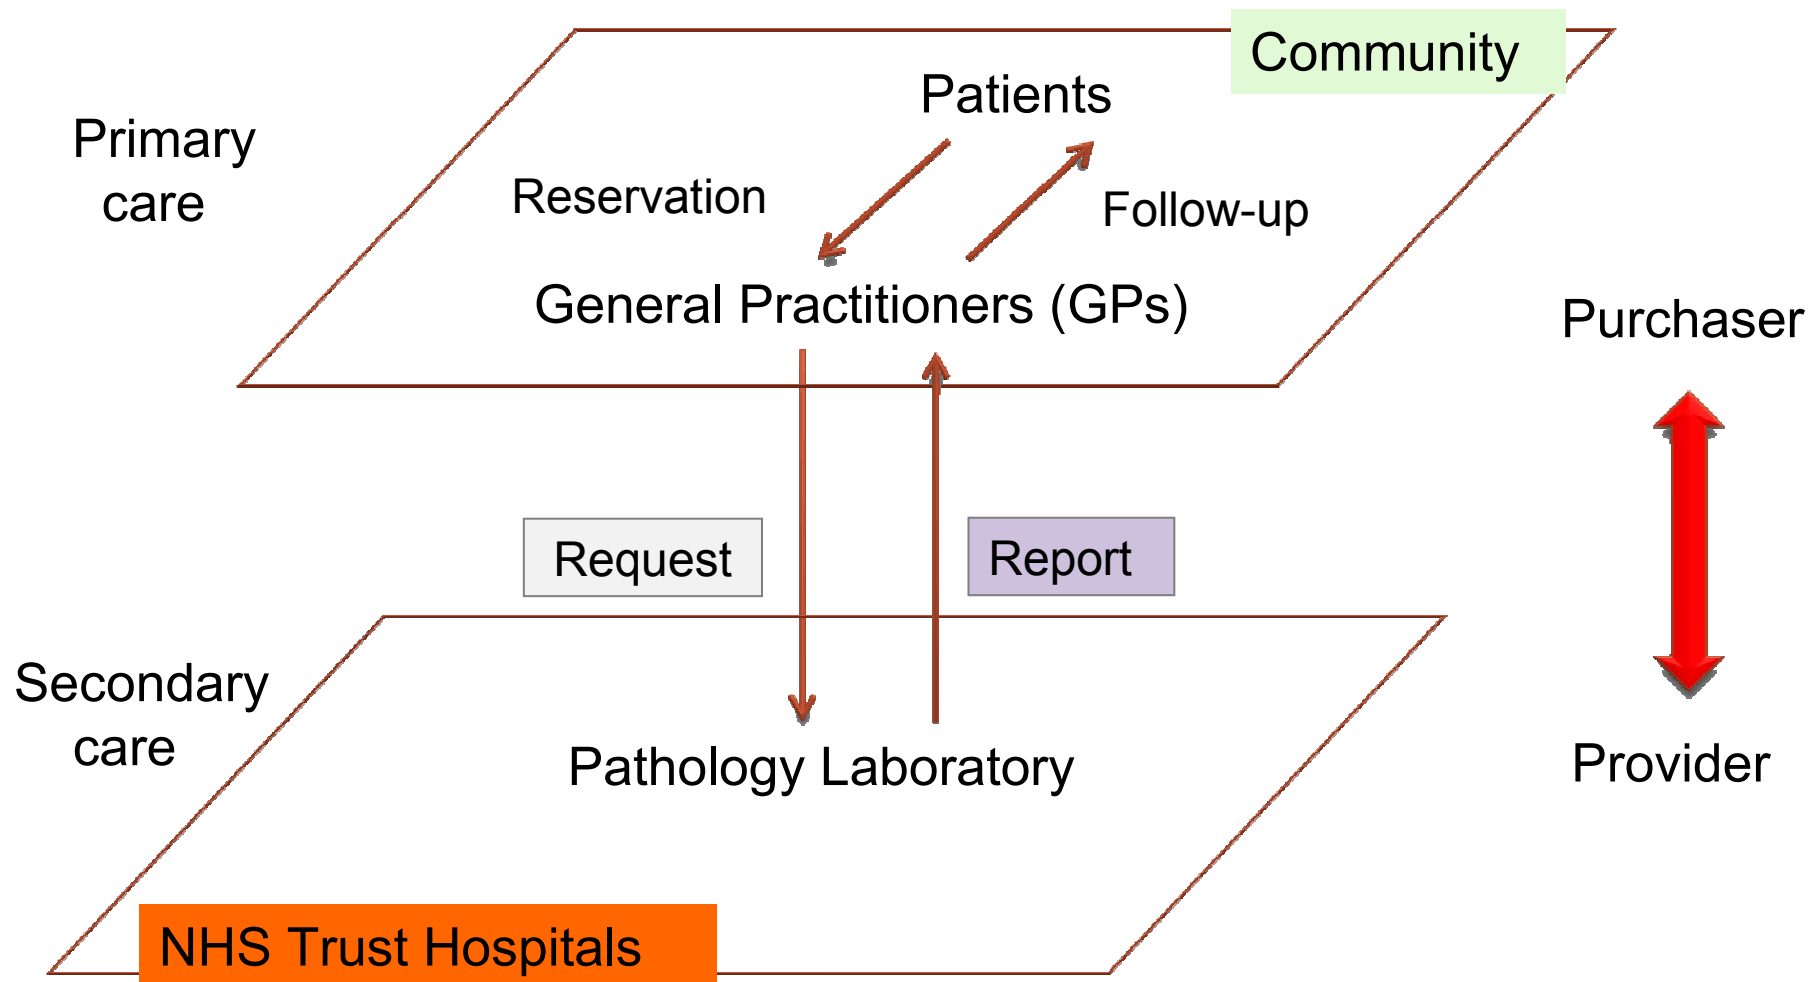 Community
Patients
Primary
care
Reservation
Follow-up
General Practitioners (GPs)
Purchaser
Request
Report
Secondary
care
Pathology Laboratory
Provider
NHS Trust Hospitals